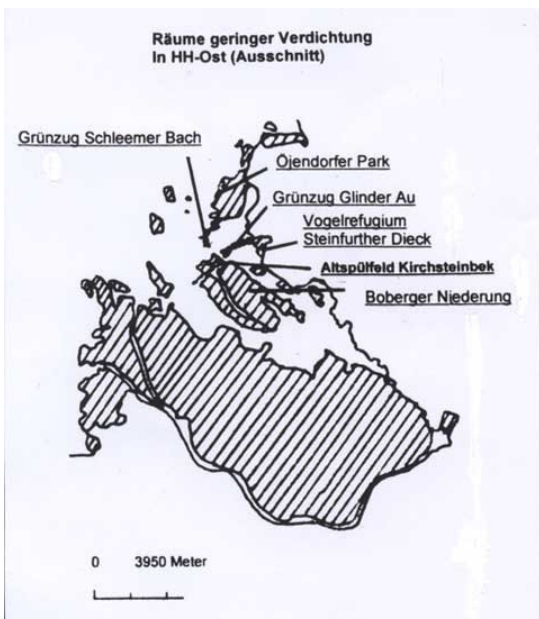 Räume geringer Verdichtung
In HH-Ost (Ausschnitt)
Grünzug Schleemer Bach
Öjendorfer Park
Grünzug Glinder Au
Vogelrefugium
Steinfurther Dieck
Altspülfeld Kirchsteinbek
Boberger Niederung
0 3950 Meter